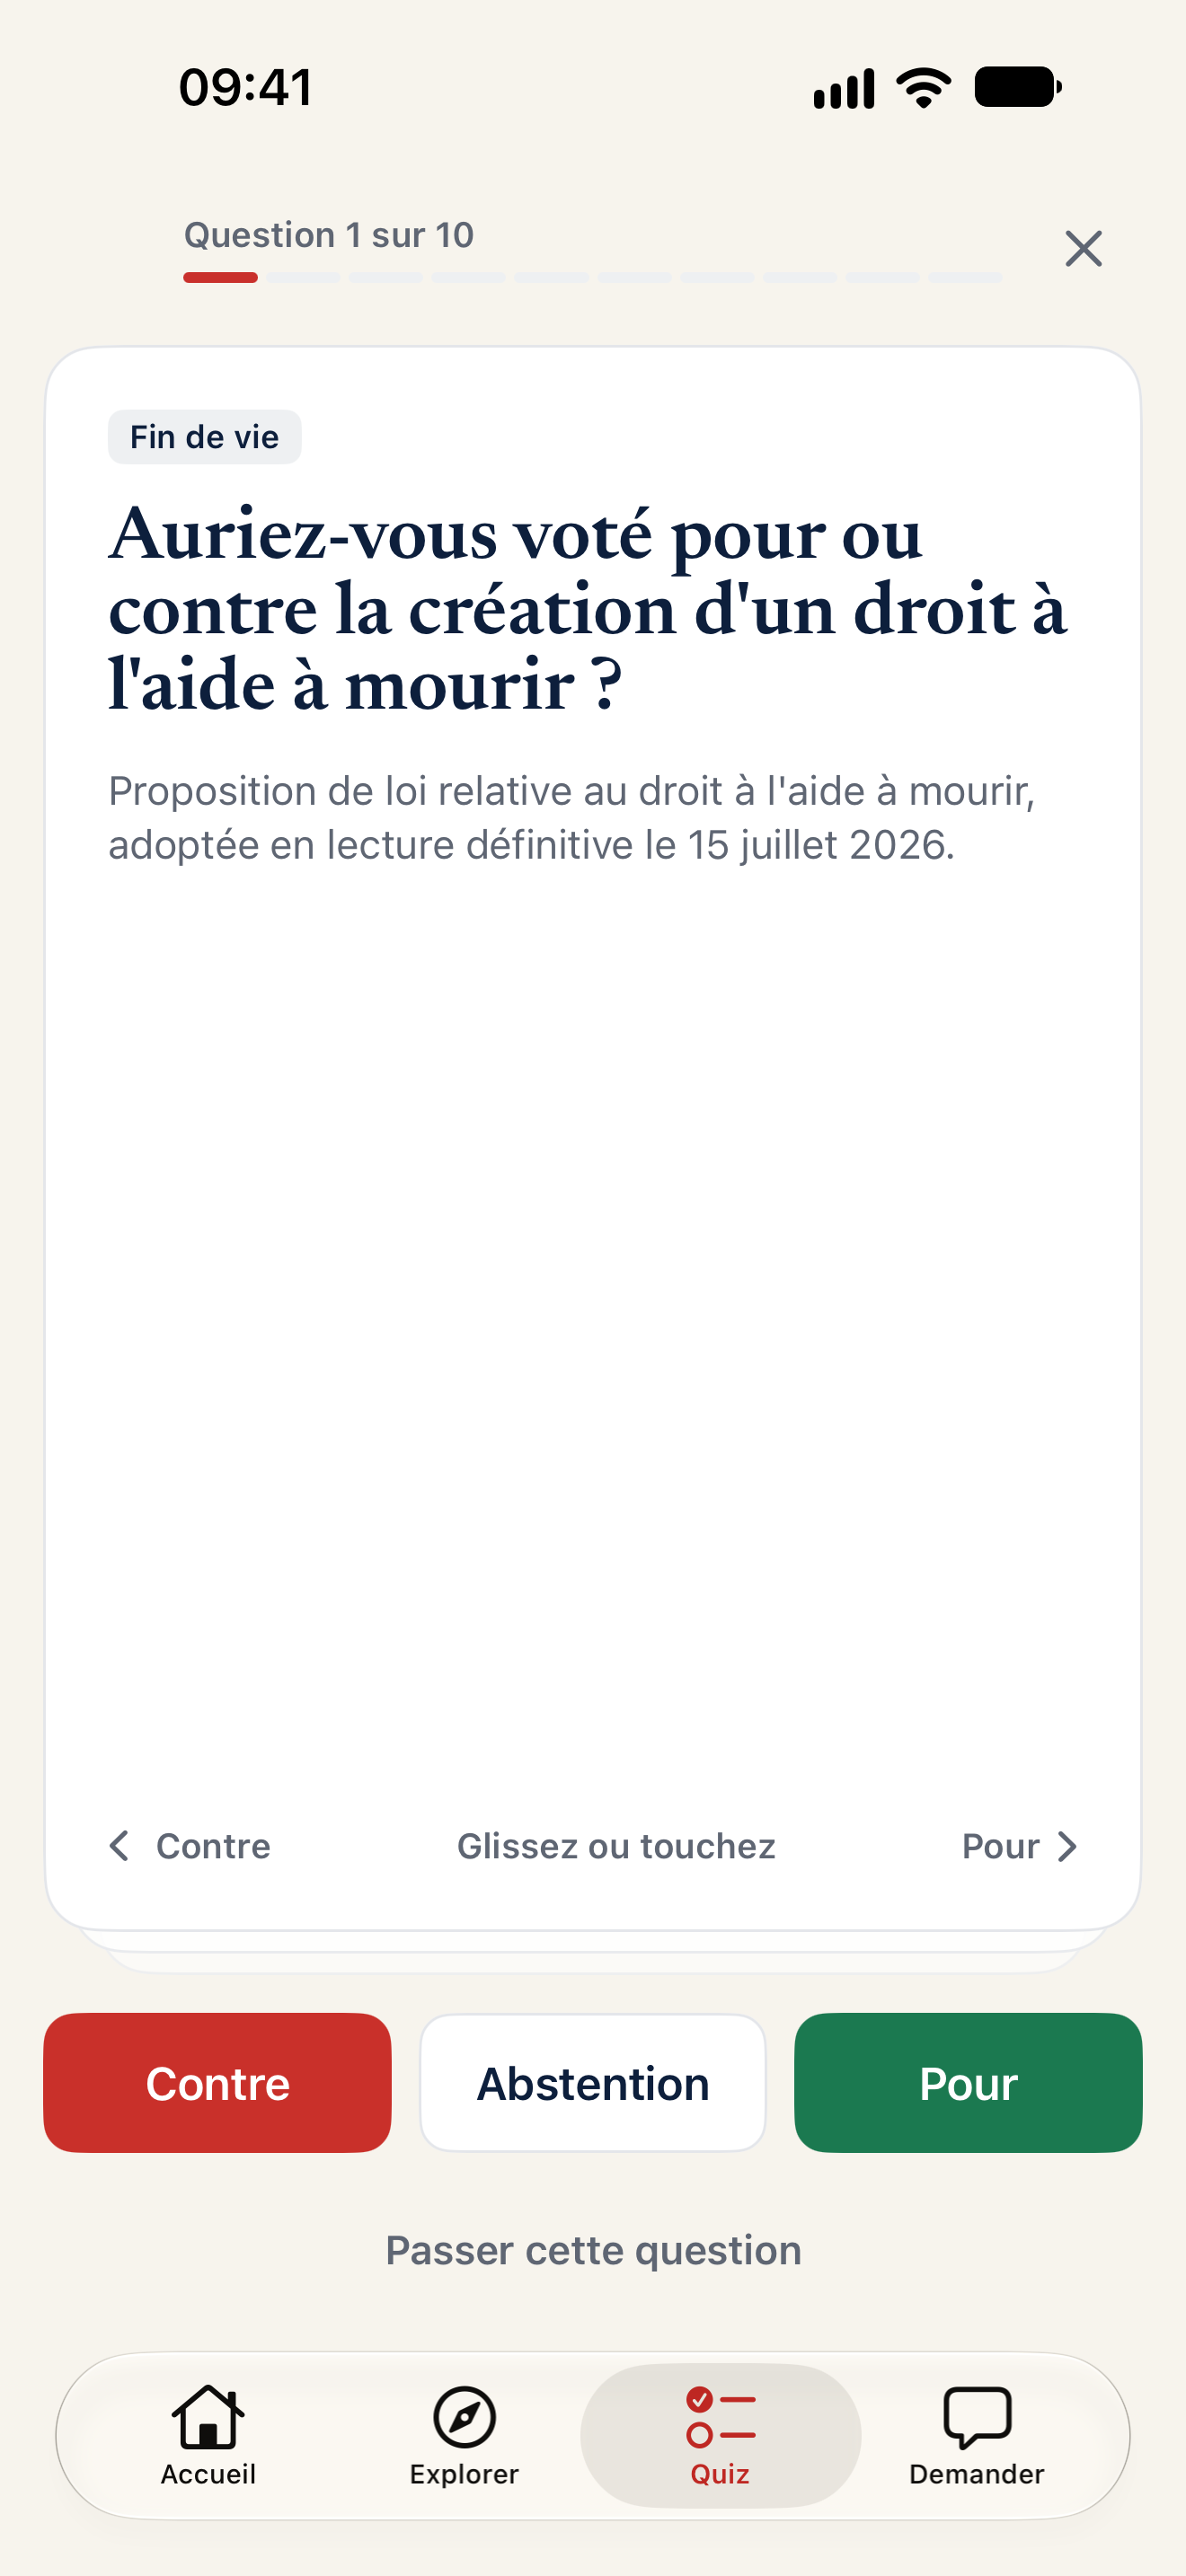 09:41
Question 1 sur 10
Fin de vie
Auriez-vous voté pour ou
contre la création d'un droit à
l'aide à mourir ?
Proposition de loi relative au droit à l'aide à mourir,
adoptée en lecture définitive le 15 juillet 2026.
Contre
Glissez ou touchez
Pour
Contre
Abstention
Pour
Passer cette question
Accueil
Explorer
Quiz
Demander